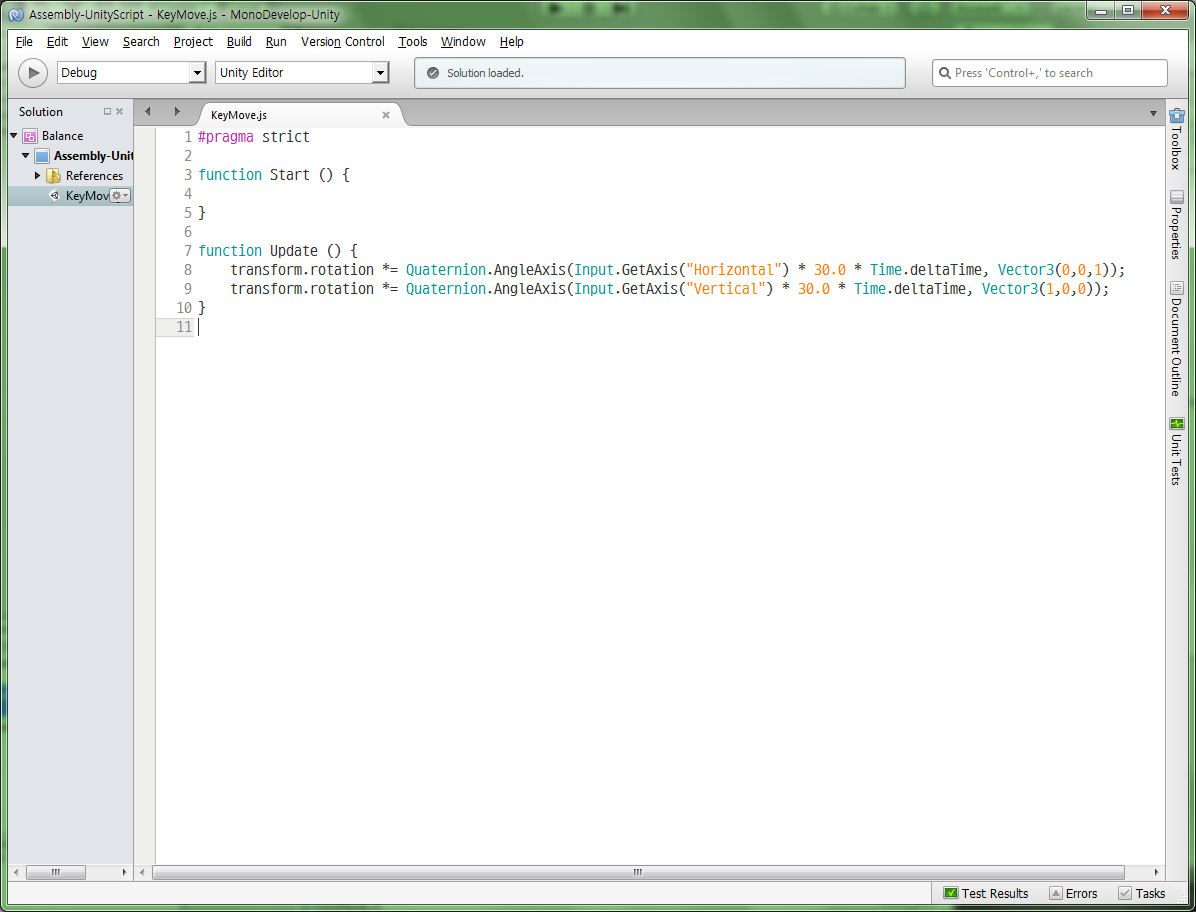 Assembly-UnityScript - KeyMove.js - MonoDevelop-Unity
File Edit View Search Project Build Run Version Control Tools Window Help
Debug Unity Editor Solution loaded. Press 'Control+,' to search
Solution
KeyMove.js
Balance
Assembly-Unit
References
KeyMov
1 #pragma strict
2
3 function Start () {
4
5 }
6
7 function Update () {
8 transform.rotation *= Quaternion.AngleAxis(Input.GetAxis("Horizontal") * 30.0 * Time.deltaTime, Vector3(0,0,1));
9 transform.rotation *= Quaternion.AngleAxis(Input.GetAxis("Vertical") * 30.0 * Time.deltaTime, Vector3(1,0,0));
10 }
11
Toolbox
Properties
Document Outline
Unit Tests
Test Results Errors Tasks